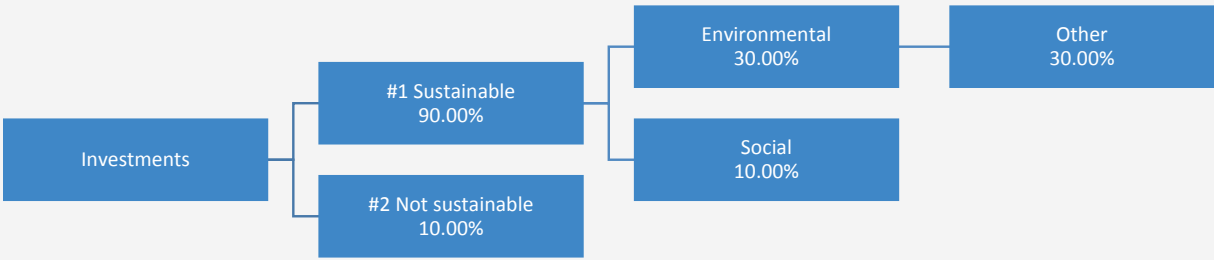 Investments
#1 Sustainable
90.00%
#2 Not sustainable
10.00%
Environmental
30.00%
Social
10.00%
Other
30.00%